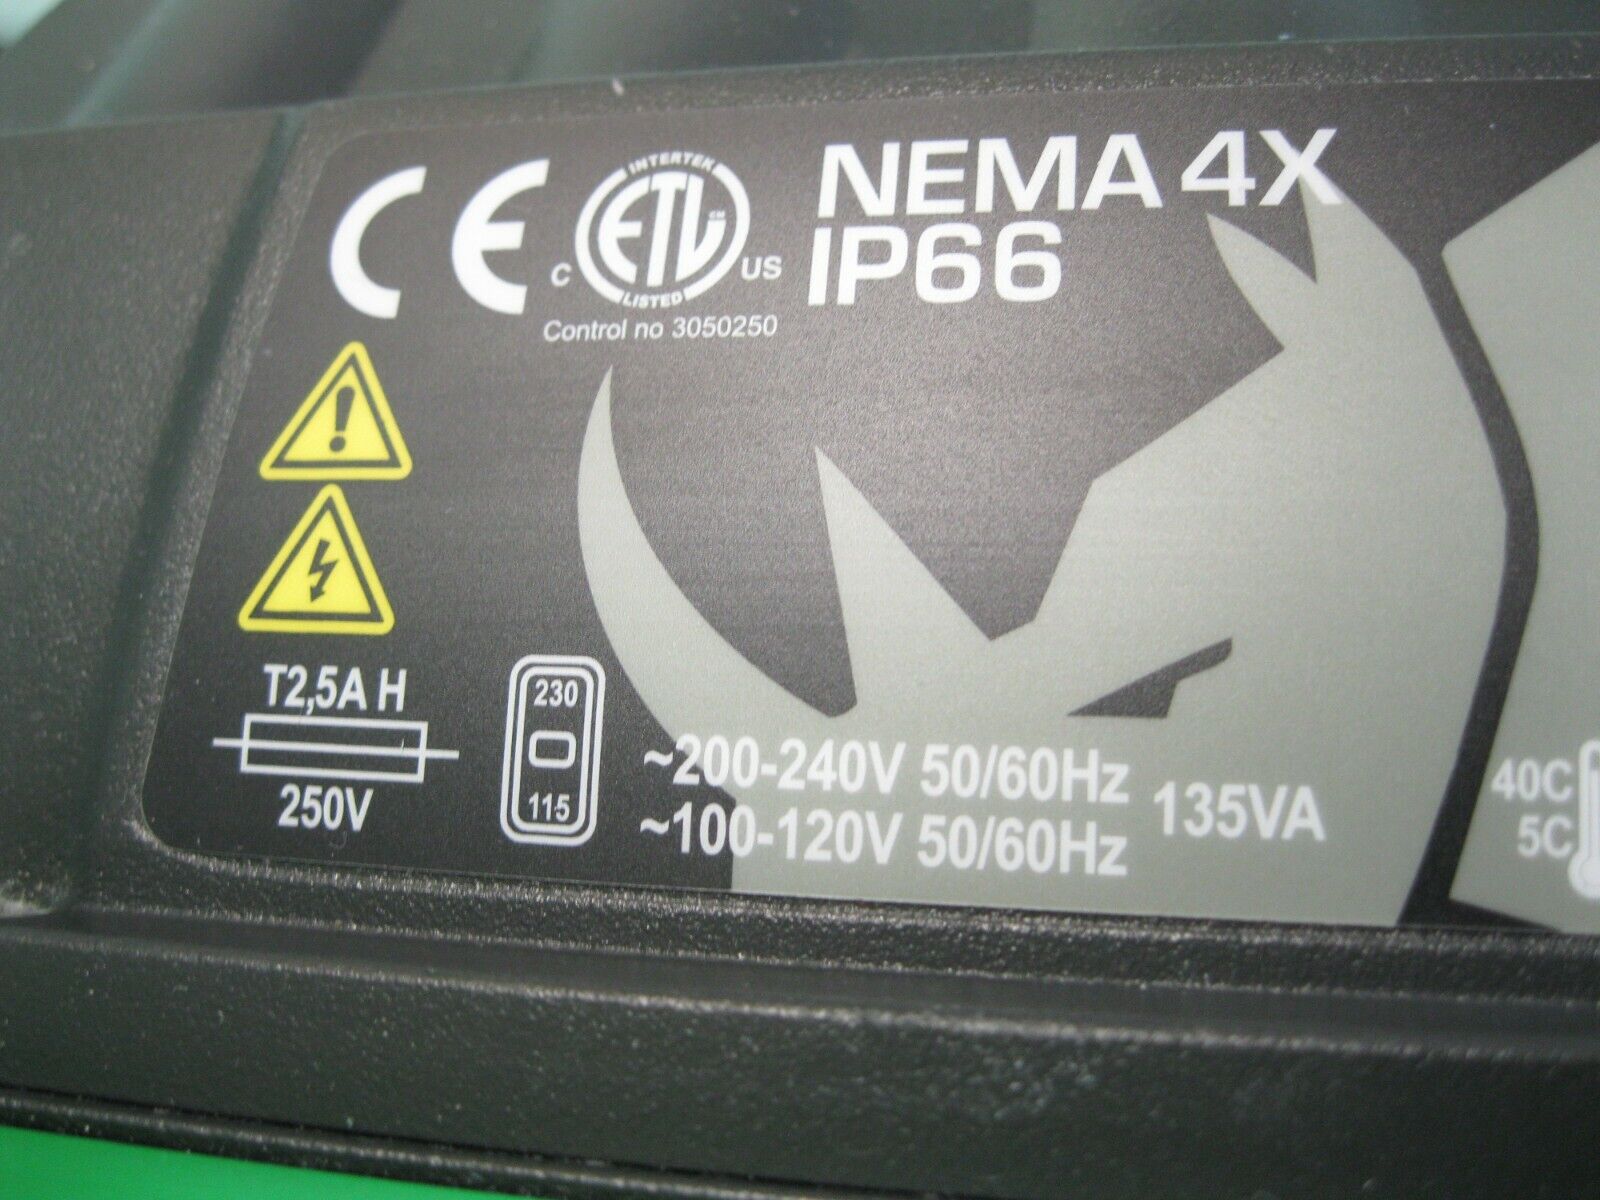 CE
INTERTEK
ETL CM
C US
LISTED
Control no 3050250
NEMA 4X
IP66
T2,5A H
250V
230
115
~200-240V 50/60Hz
~100-120V 50/60Hz
135VA
40C
5C